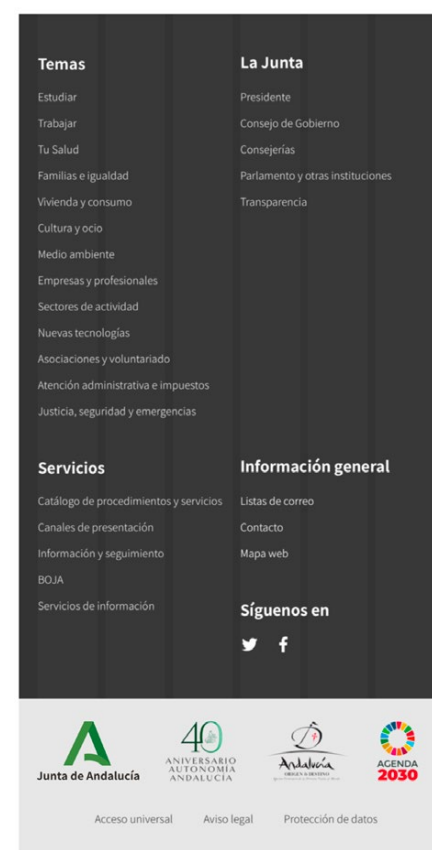 Temas
Estudiar
Trabajar
Tu Salud
Familias e igualdad
Vivienda y consumo
Cultura y ocio
Medio ambiente
Empresas y profesionales
Sectores de actividad
Nuevas tecnologías
Asociaciones y voluntariado
Atención administrativa e impuestos
Justicia, seguridad y emergencias
La Junta
Presidente
Consejo de Gobierno
Consejerías
Parlamento y otras instituciones
Transparencia
Servicios
Catálogo de procedimientos y servicios
Canales de presentación
Información y seguimiento
BOJA
Servicios de información
Información general
Listas de correo
Contacto
Mapa web
Síguenos en
Junta de Andalucía
40
ANIVERSARIO
AUTONOMÍA
ANDALUCÍA
Andalucía
ORIGEN & DESTINO
AGENDA
2030
Acceso universal
Aviso legal
Protección de datos